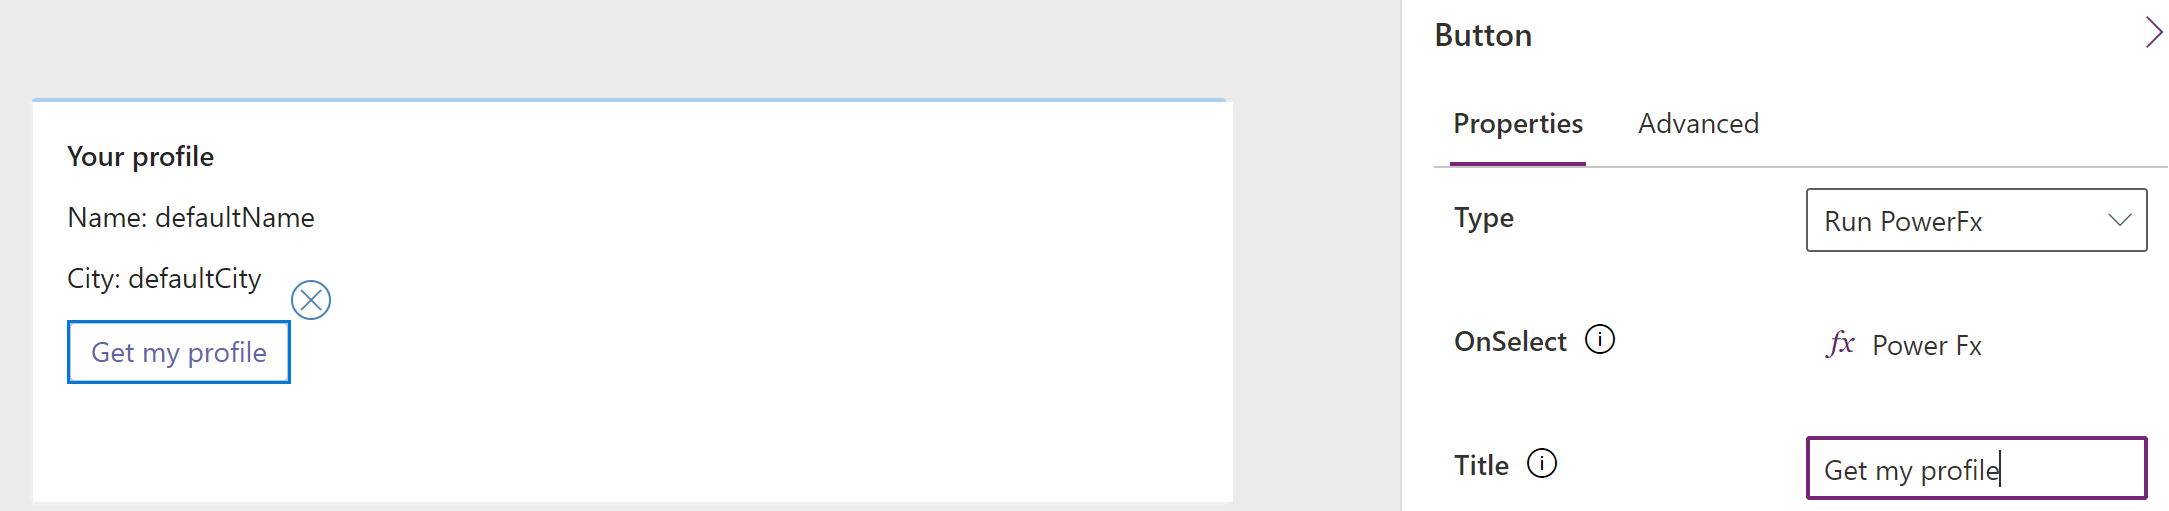 Your profile
Name: defaultName
City: defaultCity
Get my profile
Button
Properties Advanced
Type Run PowerFx
OnSelect fx Power Fx
Title Get my profile